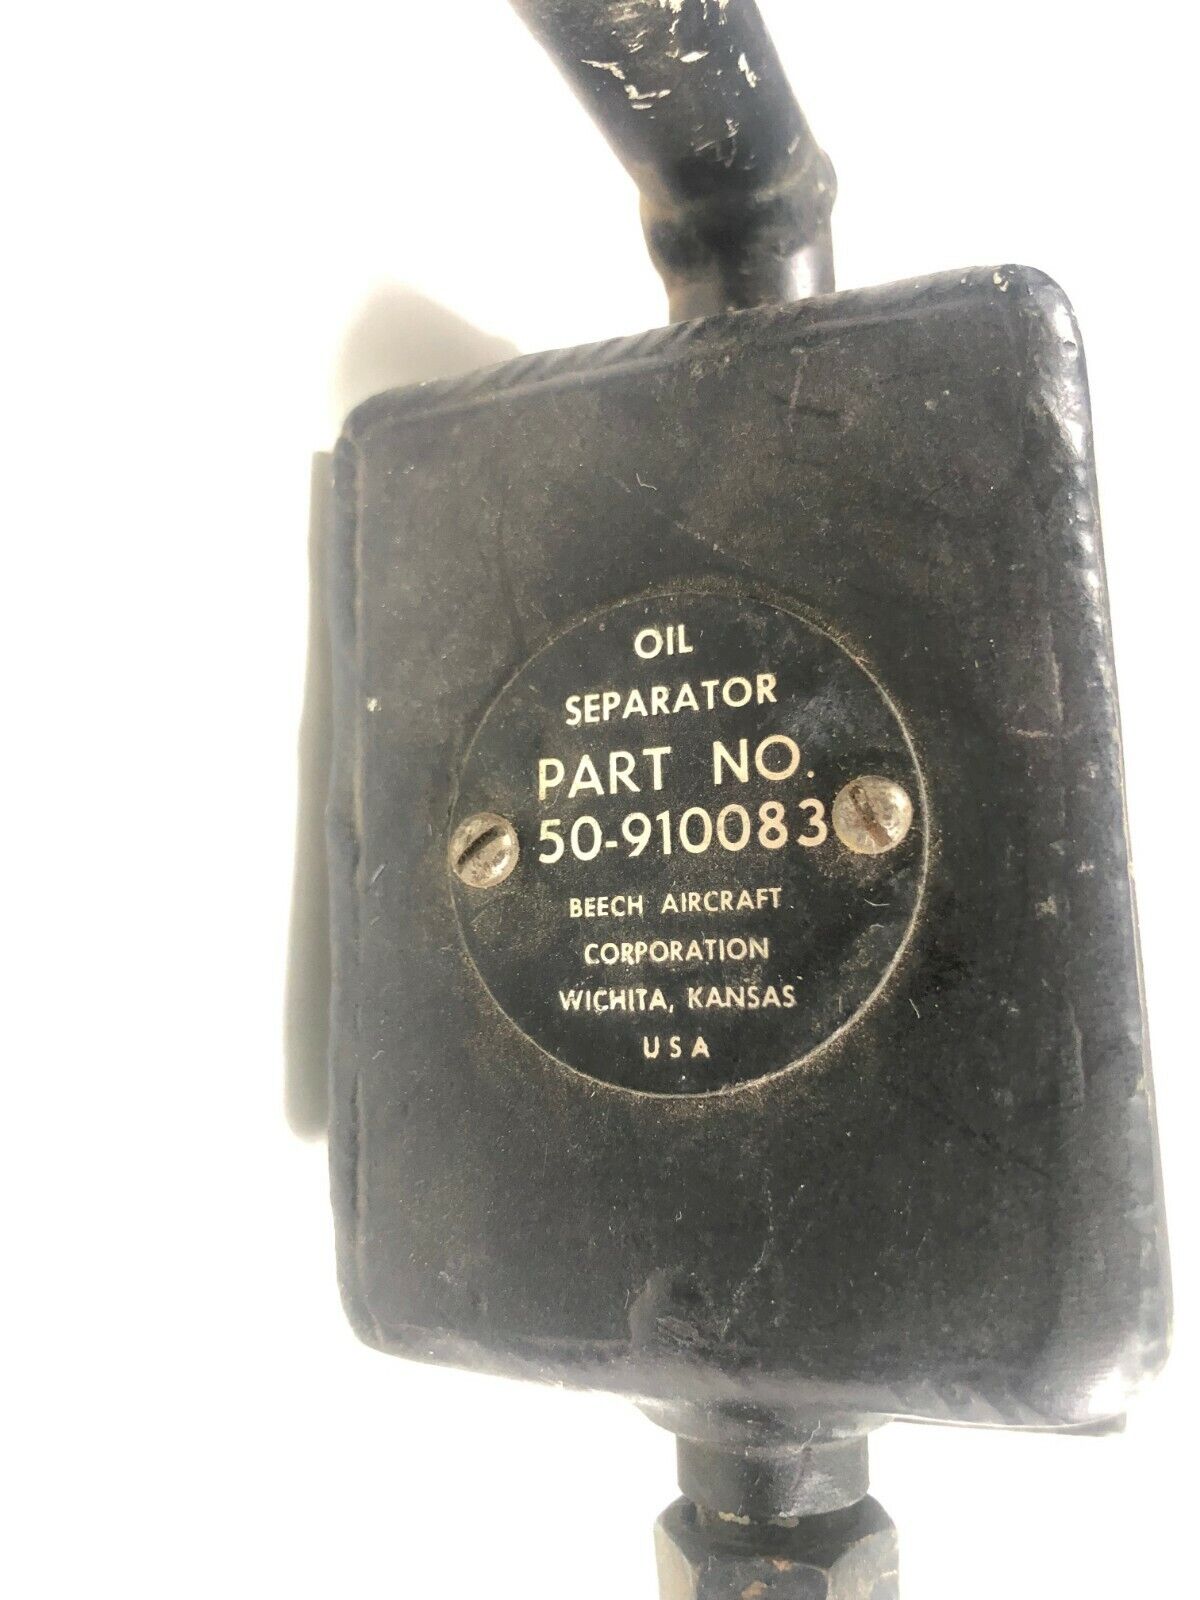 OIL
SEPARATOR
PART NO.
50-910083
BEECH AIRCRAFT
CORPORATION
WICHITA, KANSAS
USA